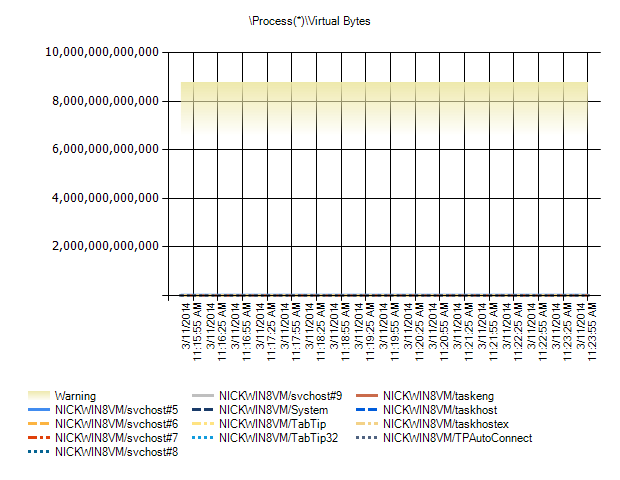 \Process(*)\Virtual Bytes
10,000,000,000,000
8,000,000,000,000
6,000,000,000,000
4,000,000,000,000
2,000,000,000,000
3/11/2014
11:15:55 AM
3/11/2014
11:16:25 AM
3/11/2014
11:16:55 AM
3/11/2014
11:17:25 AM
3/11/2014
11:17:55 AM
3/11/2014
11:18:25 AM
3/11/2014
11:18:55 AM
3/11/2014
11:19:25 AM
3/11/2014
11:19:55 AM
3/11/2014
11:20:25 AM
3/11/2014
11:20:55 AM
3/11/2014
11:21:25 AM
3/11/2014
11:21:55 AM
3/11/2014
11:22:25 AM
3/11/2014
11:22:55 AM
3/11/2014
11:23:25 AM
3/11/2014
11:23:55 AM
Warning NICKWIN8VM/svchost#9 NICKWIN8VM/taskeng
NICKWIN8VM/svchost#5 NICKWIN8VM/System NICKWIN8VM/taskhost
NICKWIN8VM/svchost#6 NICKWIN8VM/TabTip NICKWIN8VM/taskhostex
NICKWIN8VM/svchost#7 NICKWIN8VM/TabTip32 NICKWIN8VM/TPAutoConnect
NICKWIN8VM/svchost#8